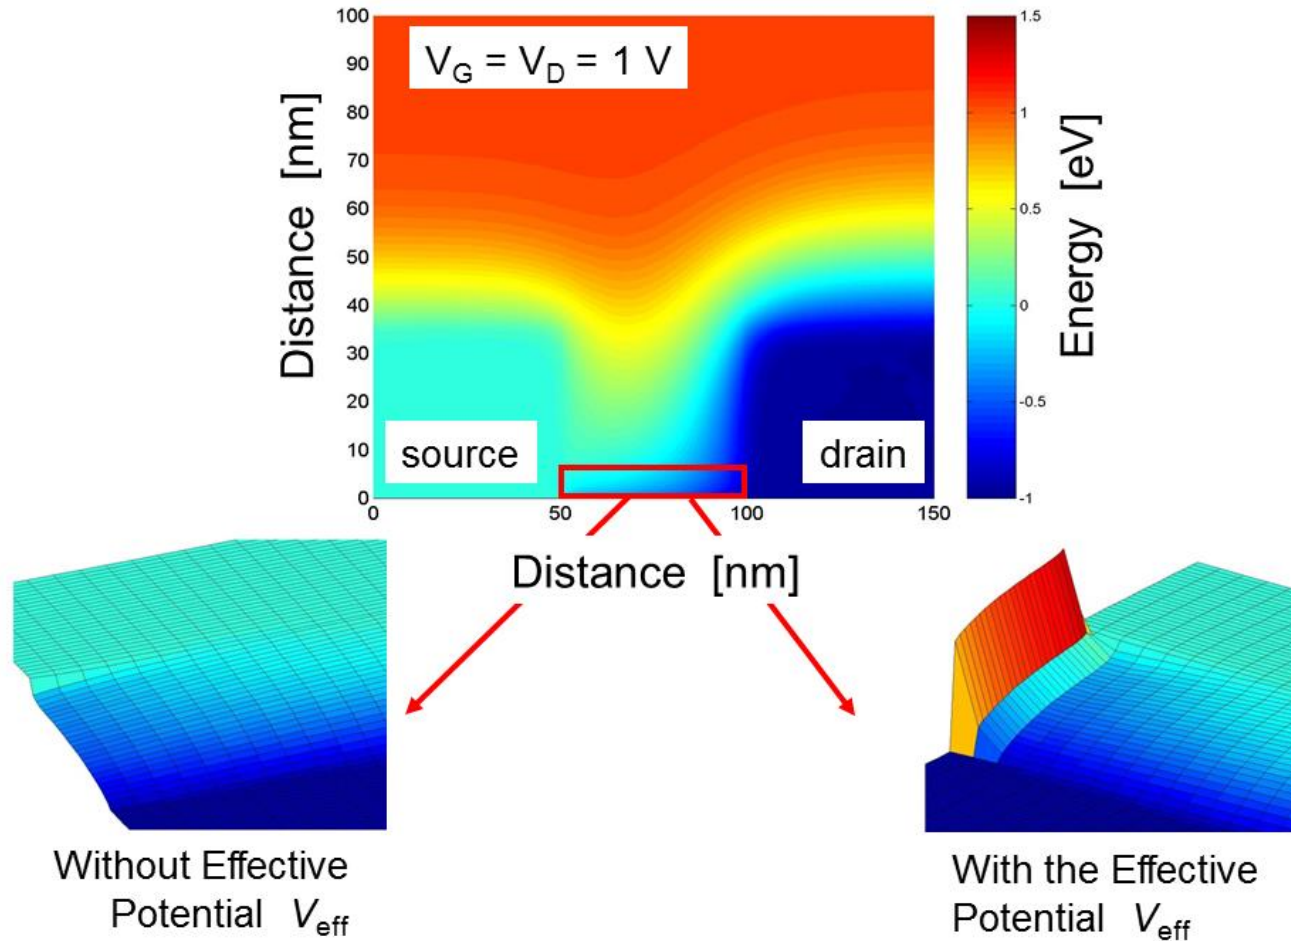 100
90
80
70
60
50
40
30
20
10
0
Distance [nm]
V_G = V_D = 1 V
source
drain
0
50
100
150
Distance [nm]
1.5
1
0.5
0
-0.5
-1
Energy [eV]
Without Effective
Potential V_eff
With the Effective
Potential V_eff